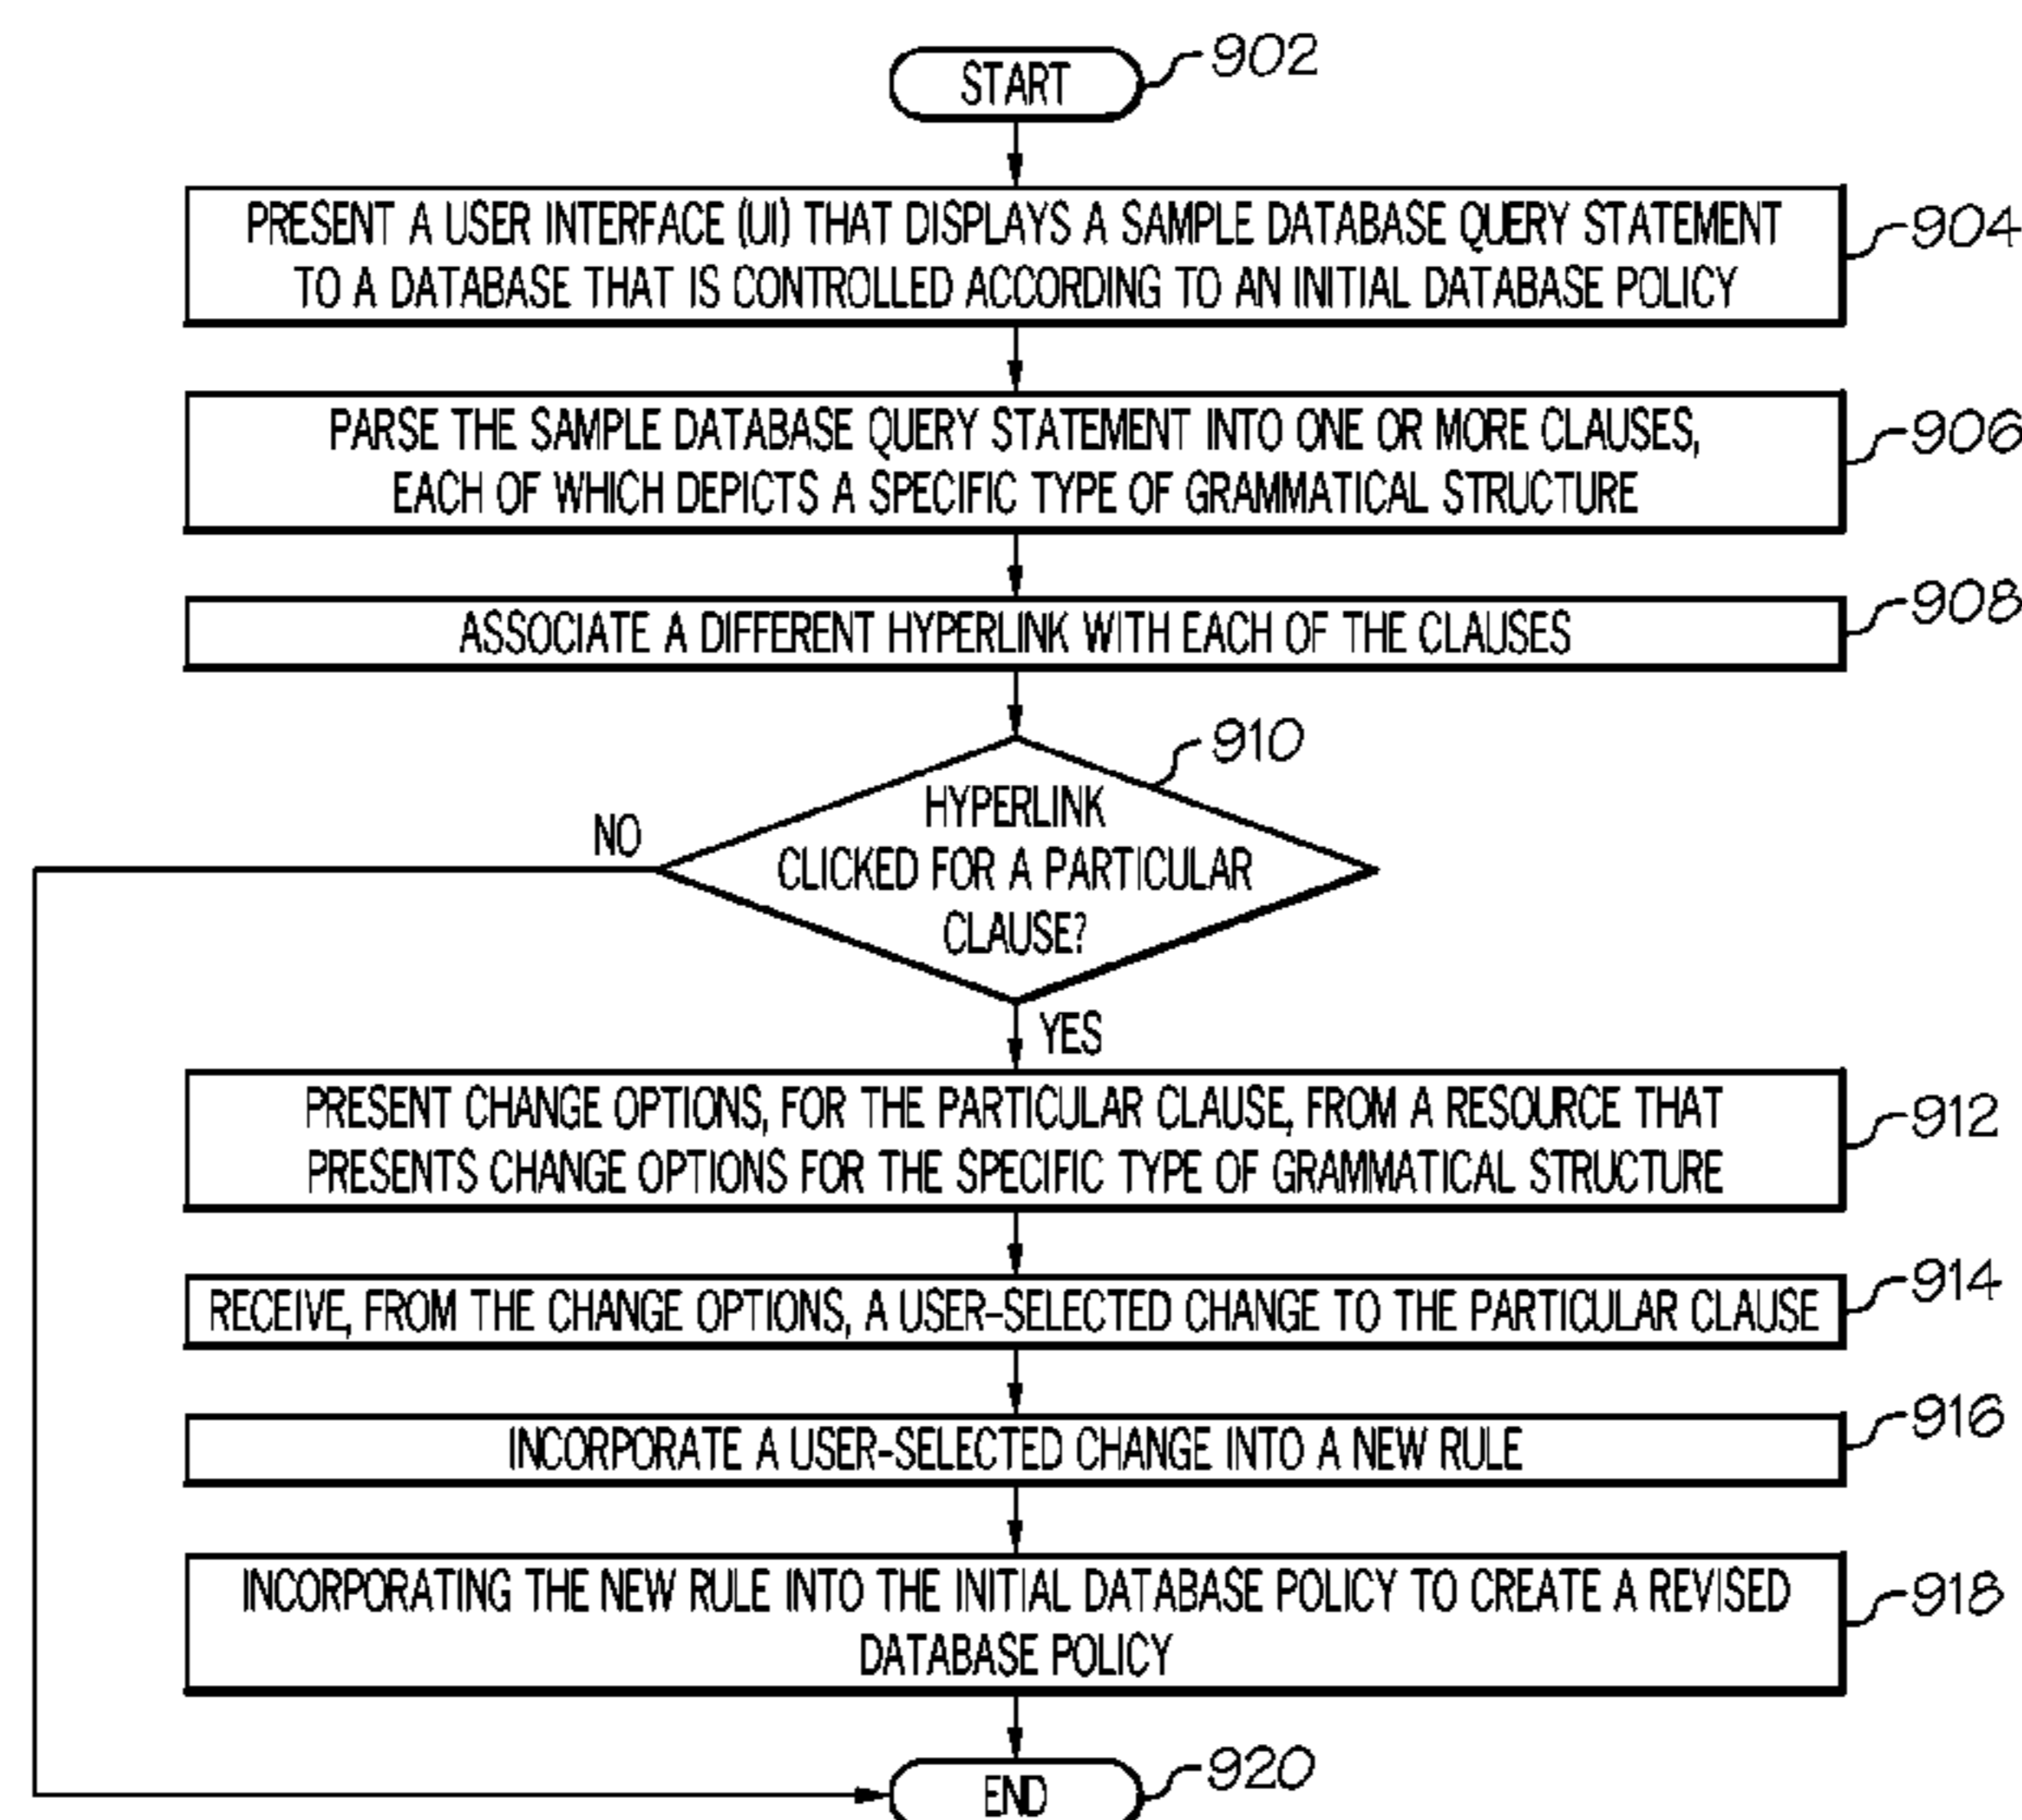 START
902
PRESENT A USER INTERFACE (UI) THAT DISPLAYS A SAMPLE DATABASE QUERY STATEMENT
TO A DATABASE THAT IS CONTROLLED ACCORDING TO AN INITIAL DATABASE POLICY
904
PARSE THE SAMPLE DATABASE QUERY STATEMENT INTO ONE OR MORE CLAUSES,
EACH OF WHICH DEPICTS A SPECIFIC TYPE OF GRAMMATICAL STRUCTURE
906
ASSOCIATE A DIFFERENT HYPERLINK WITH EACH OF THE CLAUSES
908
910
HYPERLINK
CLICKED FOR A PARTICULAR
CLAUSE?
NO
YES
PRESENT CHANGE OPTIONS, FOR THE PARTICULAR CLAUSE, FROM A RESOURCE THAT
PRESENTS CHANGE OPTIONS FOR THE SPECIFIC TYPE OF GRAMMATICAL STRUCTURE
912
RECEIVE, FROM THE CHANGE OPTIONS, A USER-SELECTED CHANGE TO THE PARTICULAR CLAUSE
914
INCORPORATE A USER-SELECTED CHANGE INTO A NEW RULE
916
INCORPORATING THE NEW RULE INTO THE INITIAL DATABASE POLICY TO CREATE A REVISED
DATABASE POLICY
918
END
920